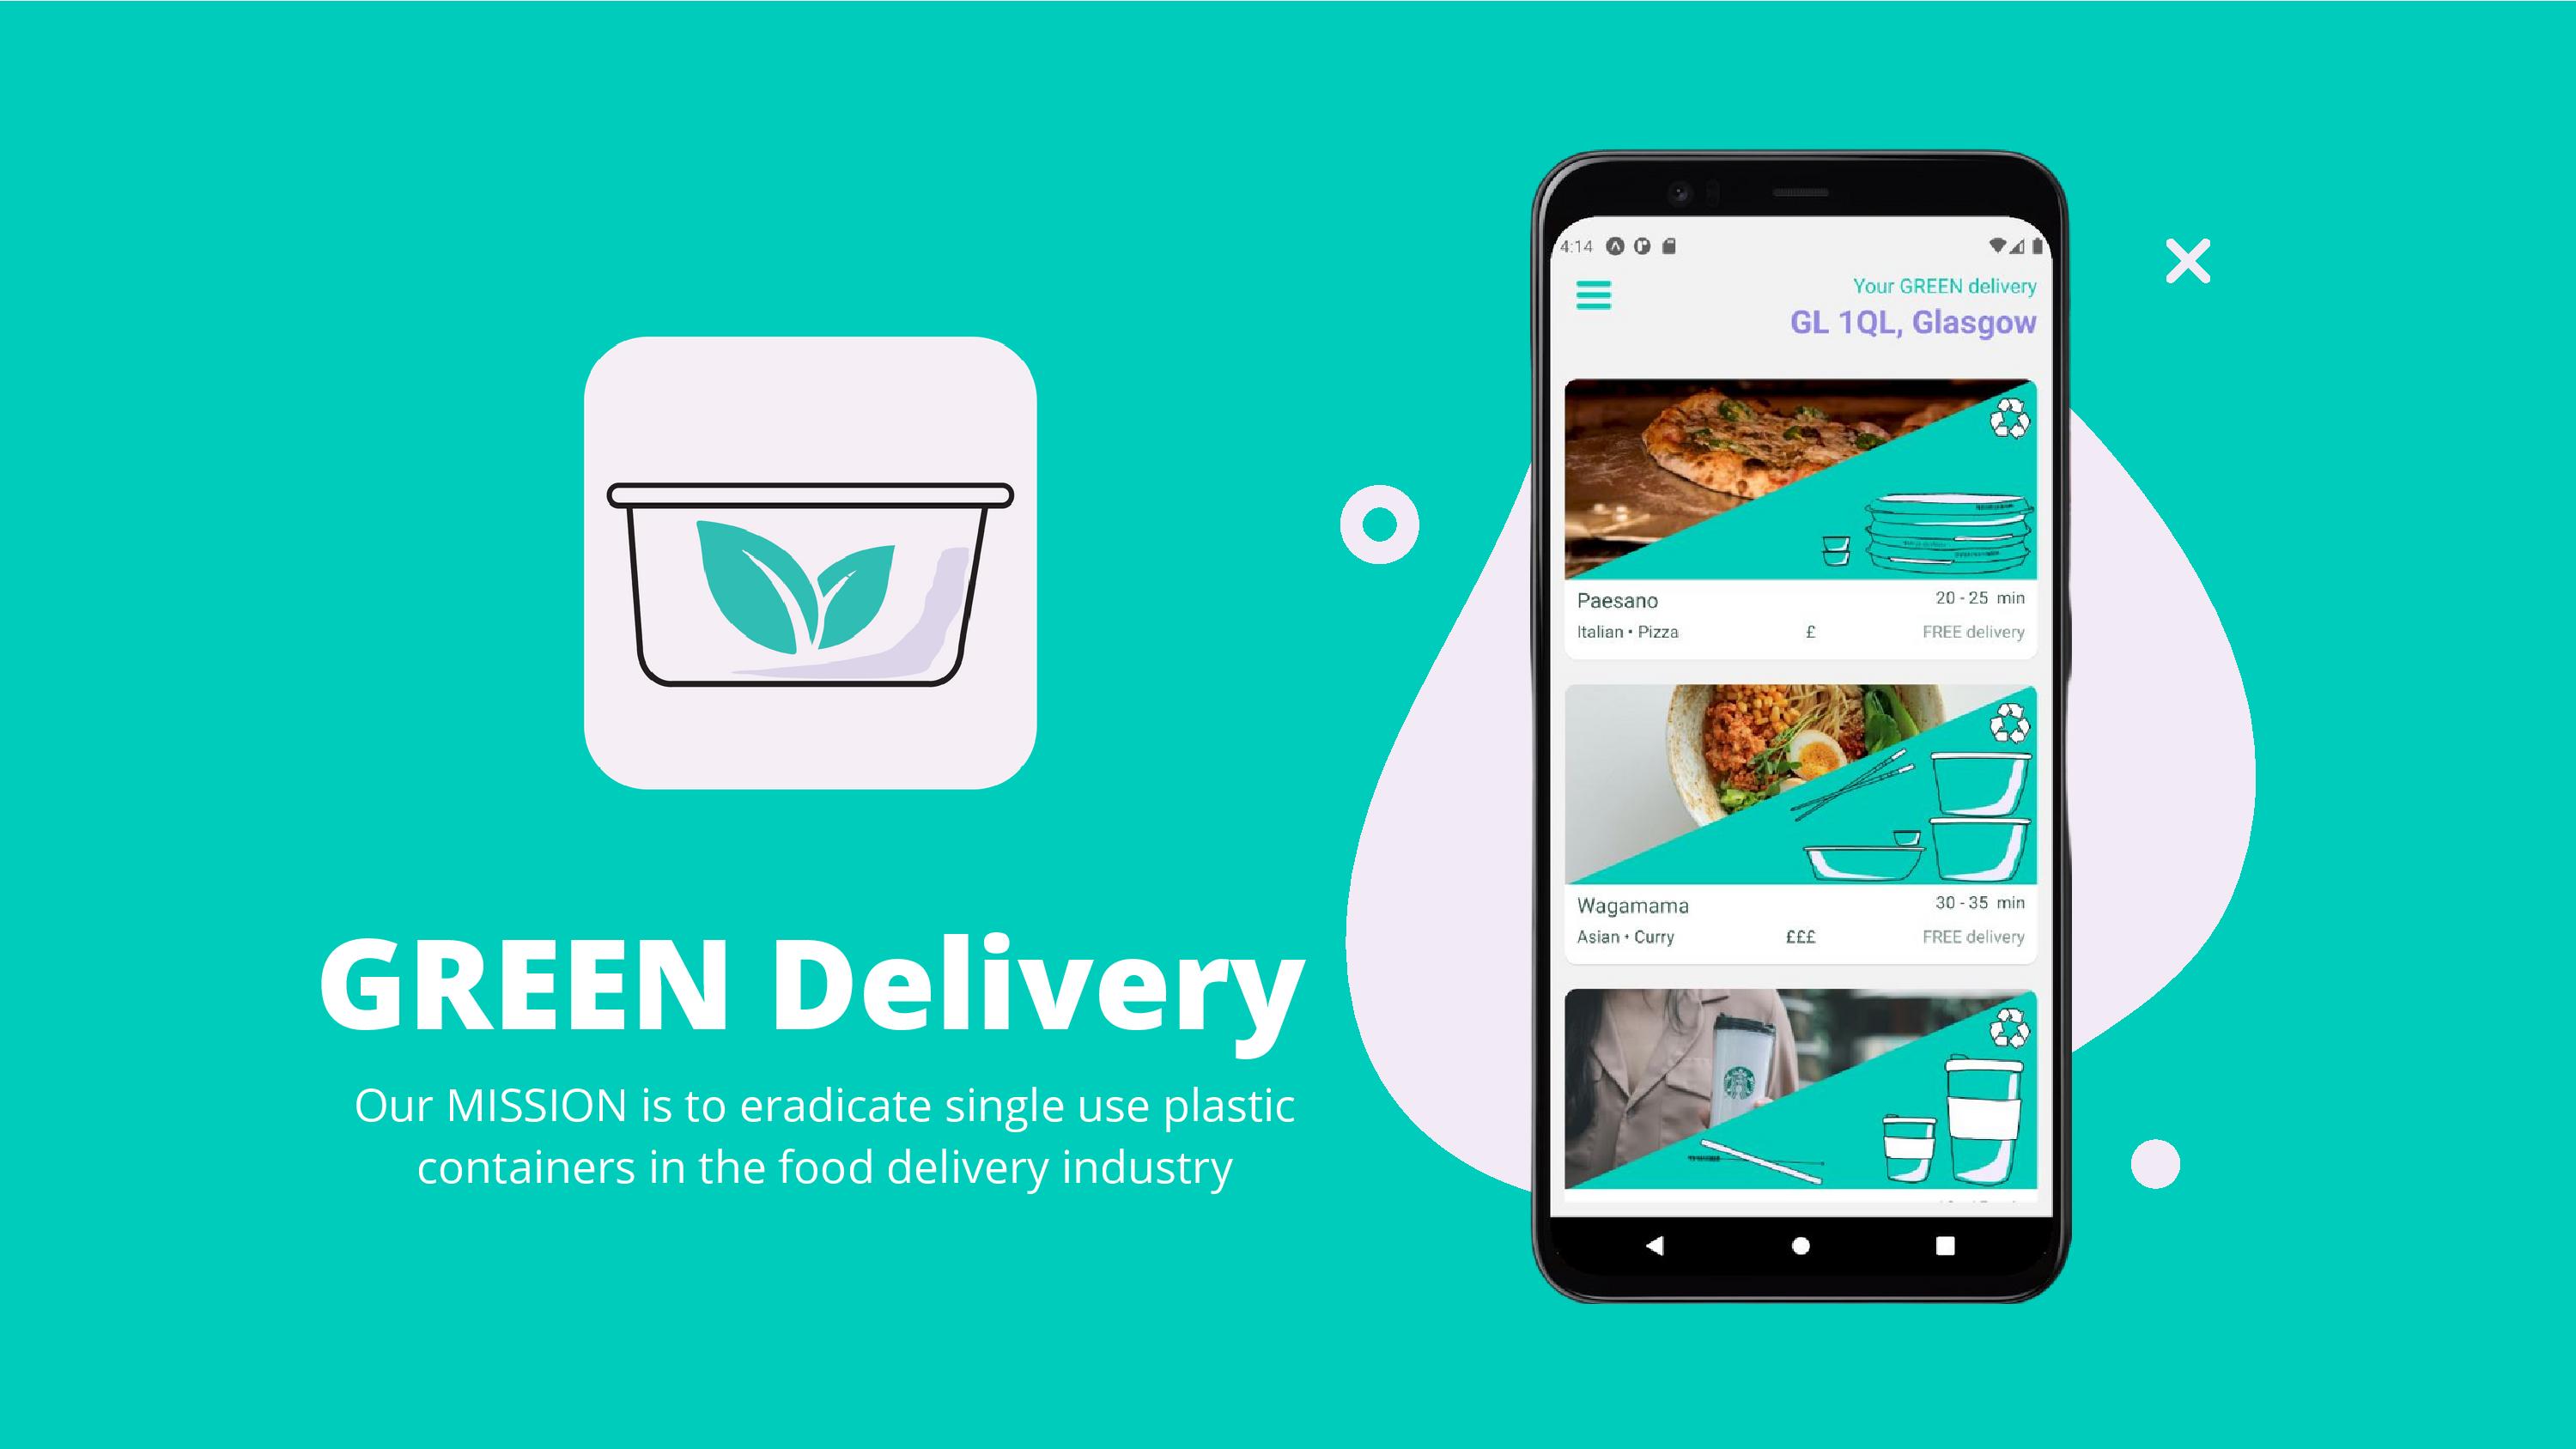 GREEN Delivery
Our MISSION is to eradicate single use plastic
containers in the food delivery industry
4:14
Your GREEN delivery
GL 1QL, Glasgow
Paesano
20 - 25 min
Italian • Pizza
£
FREE delivery
Wagamama
30 - 35 min
Asian • Curry
£££
FREE delivery